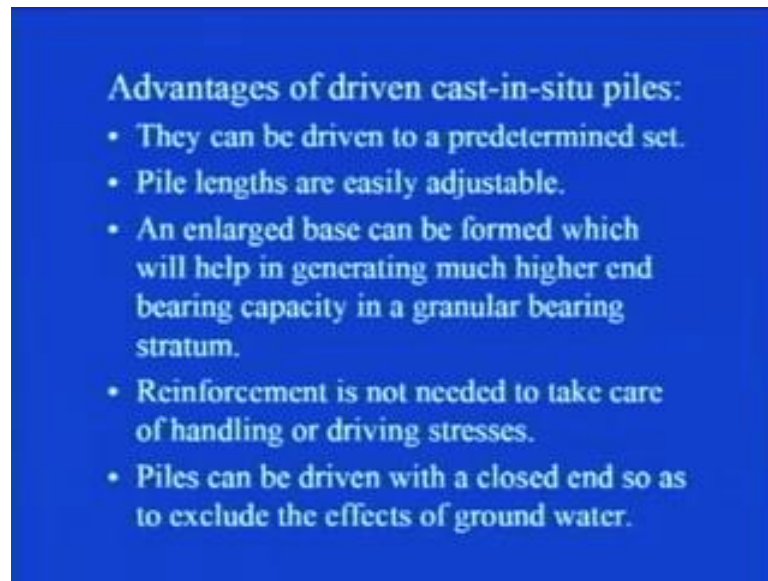 Advantages of driven cast-in-situ piles:
• They can be driven to a predetermined set.
• Pile lengths are easily adjustable.
• An enlarged base can be formed which
will help in generating much higher end
bearing capacity in a granular bearing
stratum.
• Reinforcement is not needed to take care
of handling or driving stresses.
• Piles can be driven with a closed end so as
to exclude the effects of ground water.